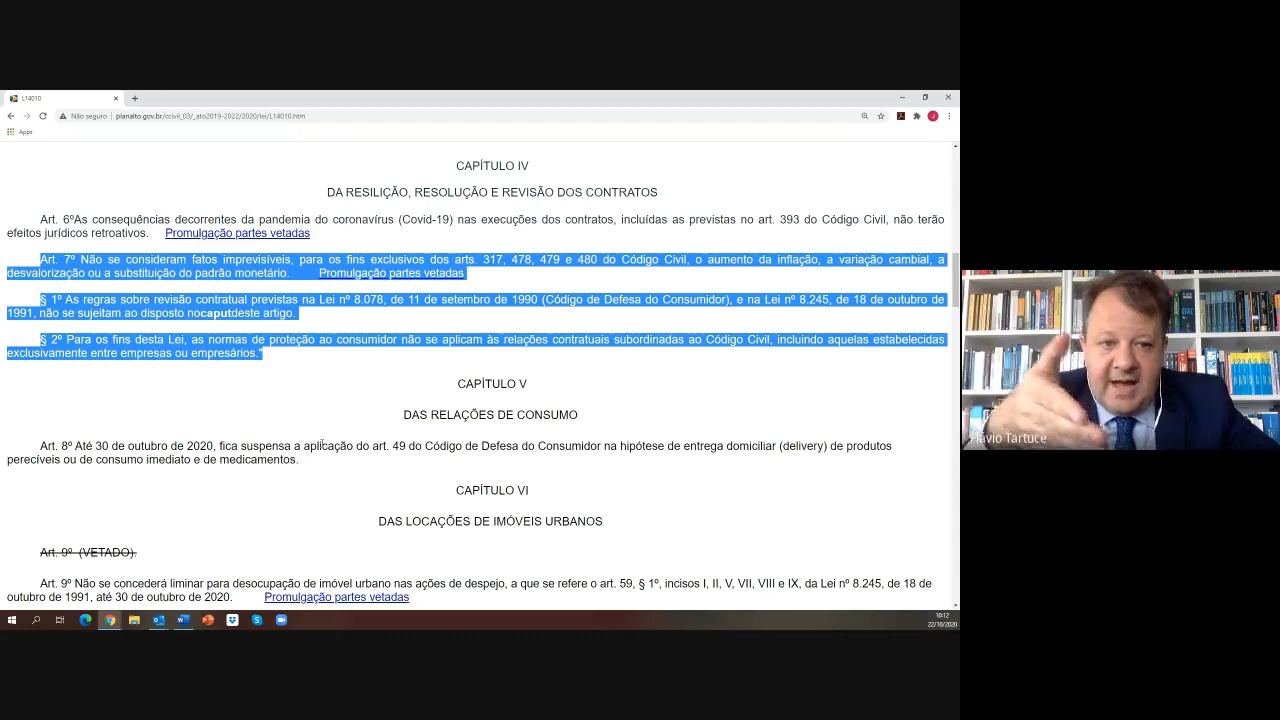 L14010
Não seguro | planalto.gov.br/ccivil_03/_ato2019-2022/2020/lei/L14010.htm
Apps
CAPÍTULO IV
DA RESILIÇÃO, RESOLUÇÃO E REVISÃO DOS CONTRATOS
Art. 6ºAs consequências decorrentes da pandemia do coronavírus (Covid-19) nas execuções dos contratos, incluídas as previstas no art. 393 do Código Civil, não terão
efeitos jurídicos retroativos. Promulgação partes vetadas
Art. 7º Não se consideram fatos imprevisíveis, para os fins exclusivos dos arts. 317, 478, 479 e 480 do Código Civil, o aumento da inflação, a variação cambial, a
desvalorização ou a substituição do padrão monetário. Promulgação partes vetadas
§ 1º As regras sobre revisão contratual previstas na Lei nº 8.078, de 11 de setembro de 1990 (Código de Defesa do Consumidor), e na Lei nº 8.245, de 18 de outubro de
1991, não se sujeitam ao disposto nocaputdeste artigo.
§ 2º Para os fins desta Lei, as normas de proteção ao consumidor não se aplicam às relações contratuais subordinadas ao Código Civil, incluindo aquelas estabelecidas
exclusivamente entre empresas ou empresários."
CAPÍTULO V
DAS RELAÇÕES DE CONSUMO
Art. 8º Até 30 de outubro de 2020, fica suspensa a aplicação do art. 49 do Código de Defesa do Consumidor na hipótese de entrega domiciliar (delivery) de produtos
perecíveis ou de consumo imediato e de medicamentos.
Flávio Tartuce
CAPÍTULO VI
DAS LOCAÇÕES DE IMÓVEIS URBANOS
Art. 9º (VETADO).
Art. 9º Não se concederá liminar para desocupação de imóvel urbano nas ações de despejo, a que se refere o art. 59, § 1º, incisos I, II, V, VII, VIII e IX, da Lei nº 8.245, de 18 de
outubro de 1991, até 30 de outubro de 2020. Promulgação partes vetadas
10:12
22/10/2020